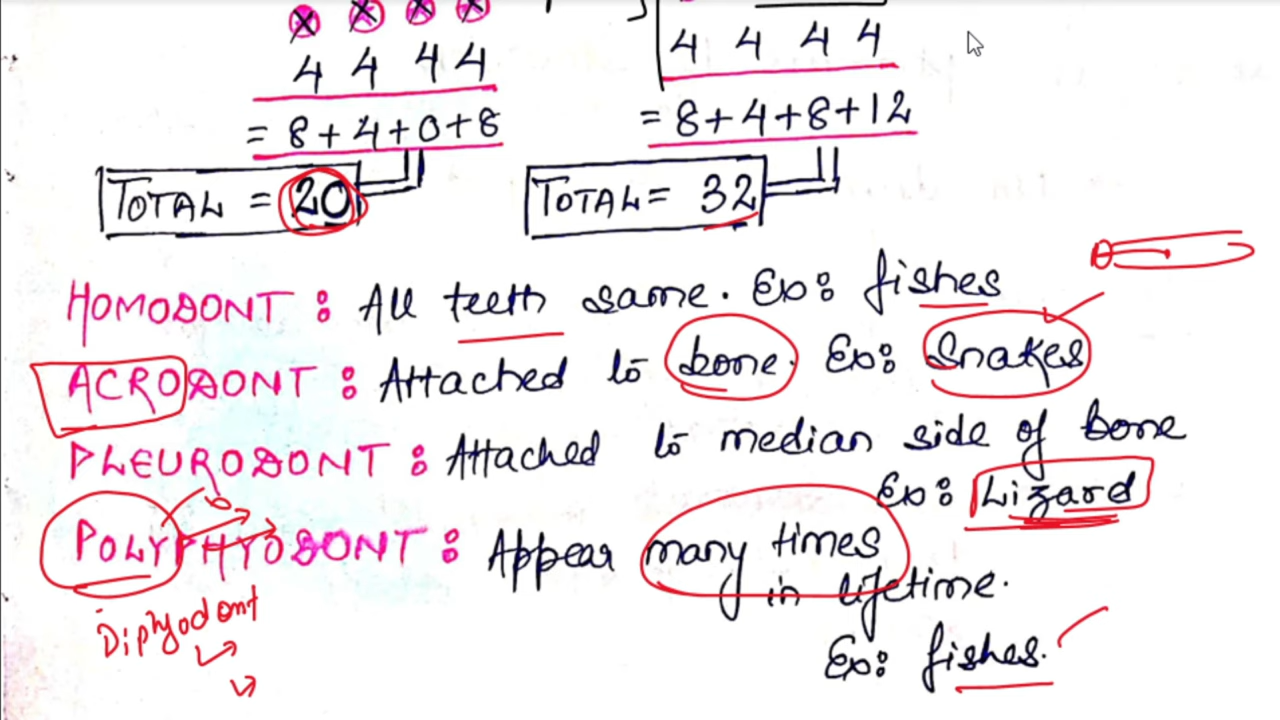 4 4 4 4
4 4 4 4
= 8+4+0+8
= 8+4+8+12
TOTAL = 20
TOTAL = 32
HOMODONT : All teeth same. Ex: fishes
ACRODONT : Attached to bone. Ex: Snakes
PLEURODONT : Attached to median side of bone
Ex: Lizard
POLYPHYODONT : Appear many times
in lifetime.
Diphyodont
Ex: fishes.